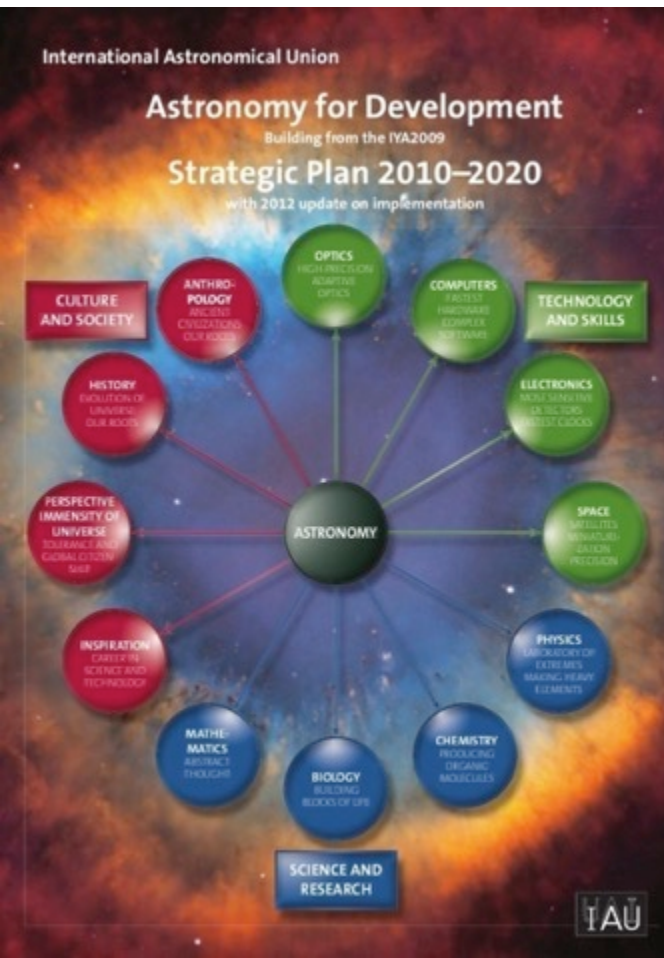 International Astronomical Union
Astronomy for Development
Building from the IYA2009
Strategic Plan 2010–2020
with 2012 update on implementation
CULTURE
AND SOCIETY
ANTHRO-
POLOGY
ANCIENT
CIVILIZATIONS
OUR ROOTS
OPTICS
HIGH-PRECISION
ADAPTIVE
OPTICS
COMPUTERS
FASTEST
HARDWARE
COMPLEX
SOFTWARE
TECHNOLOGY
AND SKILLS
HISTORY
EVOLUTION OF
UNIVERSE:
OUR ROOTS
ELECTRONICS
MOST SENSITIVE
DETECTORS
FASTEST CLOCKS
PERSPECTIVE
IMMENSITY OF
UNIVERSE
TOLERANCE AND
GLOBAL CITIZEN-
SHIP
ASTRONOMY
SPACE
SATELLITES
MINIATURI-
ZATION
PRECISION
INSPIRATION
CAREER IN
SCIENCE AND
TECHNOLOGY
PHYSICS
LABORATORY OF
EXTREMES
MAKING HEAVY
ELEMENTS
MATHE-
MATICS
ABSTRACT
THOUGHT
BIOLOGY
BUILDING
BLOCKS OF LIFE
CHEMISTRY
PRODUCING
ORGANIC
MOLECULES
SCIENCE AND
RESEARCH
IAU